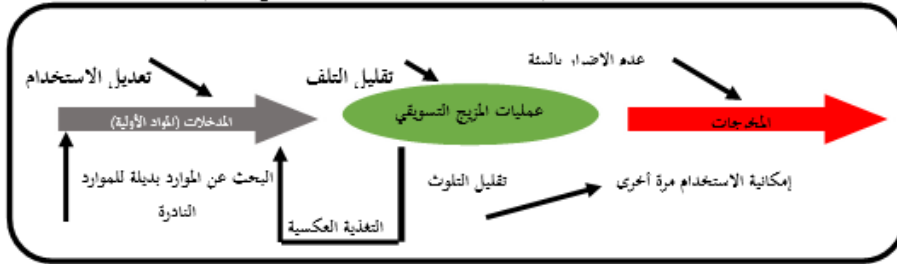 عدم الاضرار بالبيئة
تعديل الاستخدام
تقليل التلف
عمليات المزيج التسويقي
المدخلات (المواد الأولية)
المخرجات
البحث عن الموارد بديلة للموارد
النادرة
تقليل التلوث
إمكانية الاستخدام مرة أخرى
التغذية العكسية